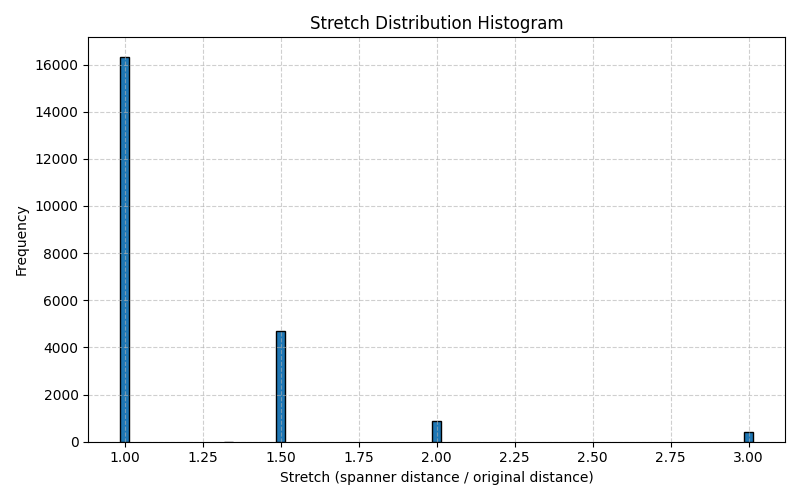 Stretch Distribution Histogram
Frequency
16000
14000
12000
10000
8000
6000
4000
2000
0
1.00 1.25 1.50 1.75 2.00 2.25 2.50 2.75 3.00
Stretch (spanner distance / original distance)